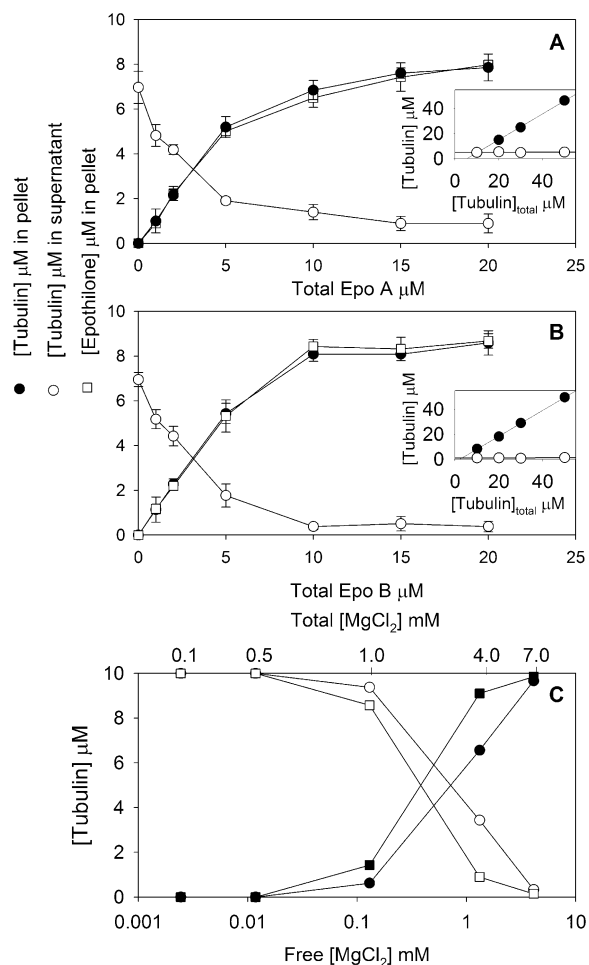 ● [Tubulin] μM in pellet
○ [Tubulin] μM in supernatant
□ [Epothilone] μM in pellet
A
10
8
6
4
2
0
0 5 10 15 20 25
Total Epo A μM
[Tubulin] μM
40
20
0
0 20 40
[Tubulin]total μM
B
10
8
6
4
2
0
0 5 10 15 20 25
Total Epo B μM
[Tubulin] μM
40
20
0
0 20 40
[Tubulin]total μM
Total [MgCl2] mM
0.1 0.5 1.0 4.0 7.0
C
[Tubulin] μM
10
8
6
4
2
0
0.001 0.01 0.1 1 10
Free [MgCl2] mM